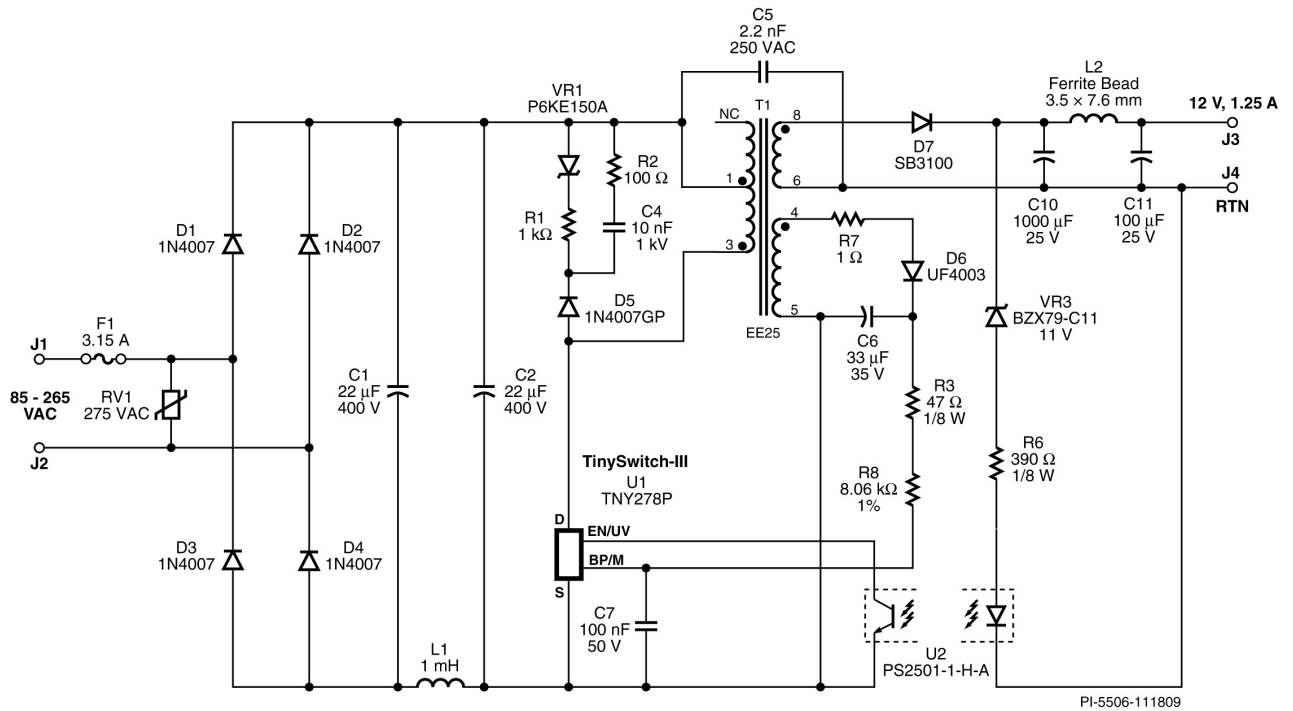 C5
2.2 nF
250 VAC
VR1
P6KE150A
NC
T1
8
L2
Ferrite Bead
3.5 × 7.6 mm
12 V, 1.25 A
J3
D7
SB3100
R2
100 Ω
1
6
J4
RTN
C10
1000 µF
25 V
C11
100 µF
25 V
D1
1N4007
D2
1N4007
R1
1 kΩ
C4
10 nF
1 kV
3
4
R7
1 Ω
D6
UF4003
D5
1N4007GP
5
EE25
C6
33 µF
35 V
VR3
BZX79-C11
11 V
F1
3.15 A
J1
85 - 265
VAC
RV1
275 VAC
J2
C1
22 µF
400 V
C2
22 µF
400 V
R3
47 Ω
1/8 W
R6
390 Ω
1/8 W
TinySwitch-III
U1
TNY278P
R8
8.06 kΩ
1%
D
EN/UV
BP/M
S
D3
1N4007
D4
1N4007
C7
100 nF
50 V
L1
1 mH
U2
PS2501-1-H-A
PI-5506-111809